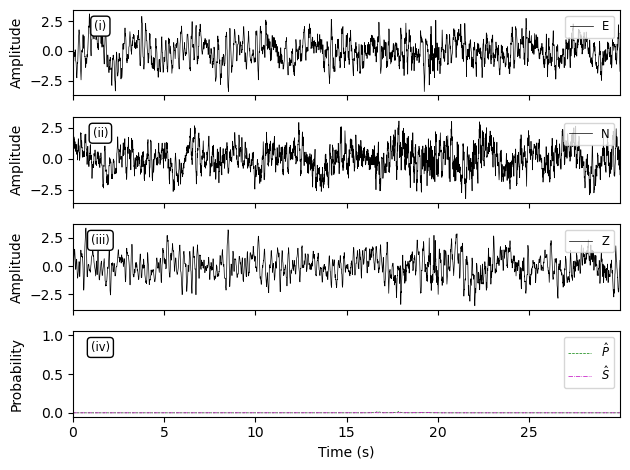 Amplitude
2.5
0.0
−2.5
(i)
E
Amplitude
2.5
0.0
−2.5
(ii)
N
Amplitude
2.5
0.0
−2.5
(iii)
Z
Probability
1.0
0.5
0.0
(iv)
P̂
Ŝ
0 5 10 15 20 25
Time (s)